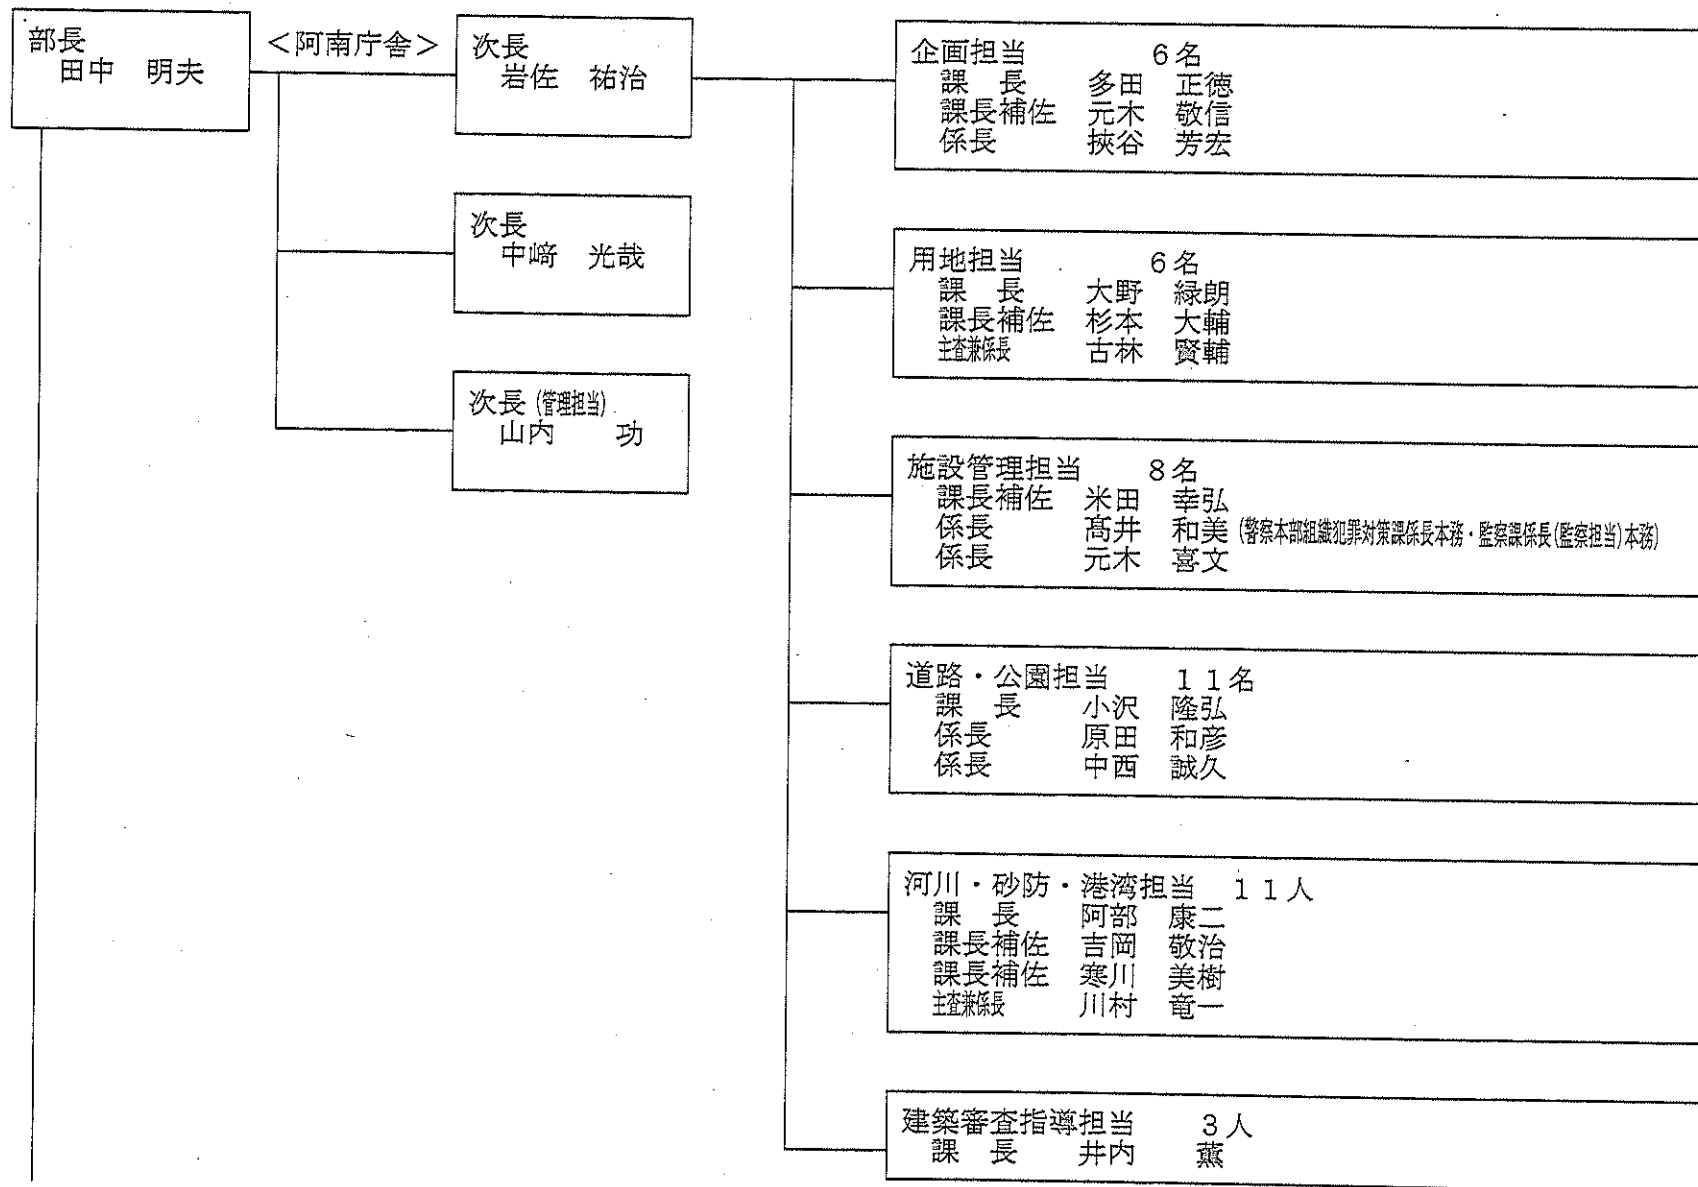 部長
田中 明夫
＜阿南庁舎＞
次長
岩佐 祐治
次長
中﨑 光哉
次長(管理担当)
山内 功
企画担当 6名
課 長 多田 正徳
課長補佐 元木 敬信
係長 挾谷 芳宏
用地担当 6名
課 長 大野 緑朗
課長補佐 杉本 大輔
主査兼係長 古林 賢輔
施設管理担当 8名
課長補佐 米田 幸弘
係長 髙井 和美(警察本部組織犯罪対策課係長本務・監察課係長(監察担当)本務)
係長 元木 喜文
道路・公園担当 11名
課 長 小沢 隆弘
係長 原田 和彦
係長 中西 誠久
河川・砂防・港湾担当 11人
課 長 阿部 康二
課長補佐 吉岡 敬治
課長補佐 寒川 美樹
主査兼係長 川村 竜一
建築審査指導担当 3人
課 長 井内 薫